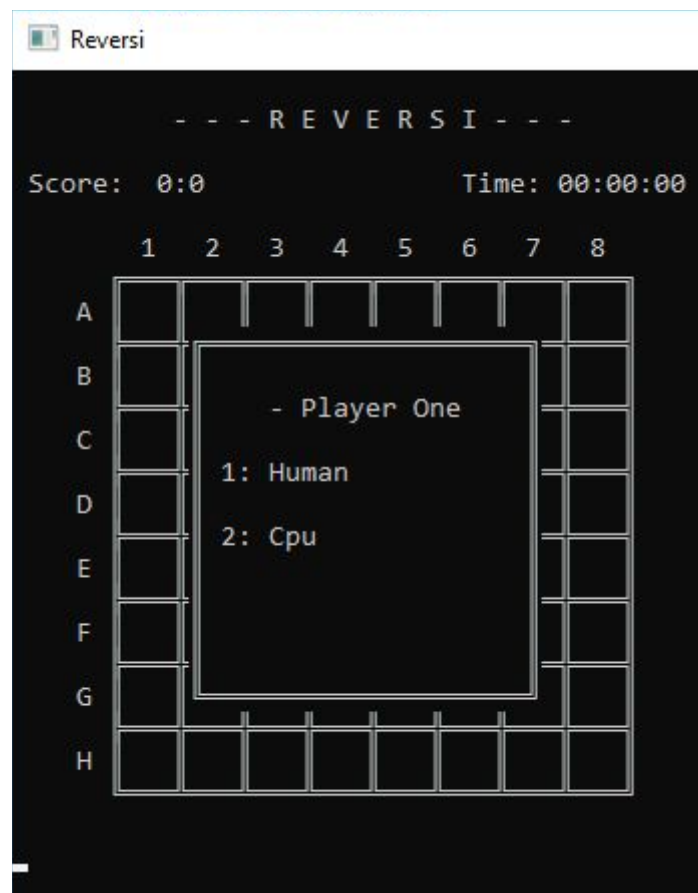 Reversi
- - - R E V E R S I - - -
Score: 0:0 Time: 00:00:00
1 2 3 4 5 6 7 8
A
B
- Player One
C
1: Human
D
2: Cpu
E
F
G
H